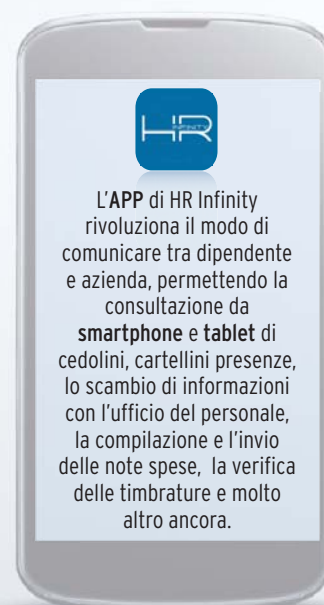 HR
INFINITY
L'APP di HR Infinity
rivoluziona il modo di
comunicare tra dipendente
e azienda, permettendo la
consultazione da
smartphone e tablet di
cedolini, cartellini presenze,
lo scambio di informazioni
con l'ufficio del personale,
la compilazione e l'invio
delle note spese, la verifica
delle timbrature e molto
altro ancora.